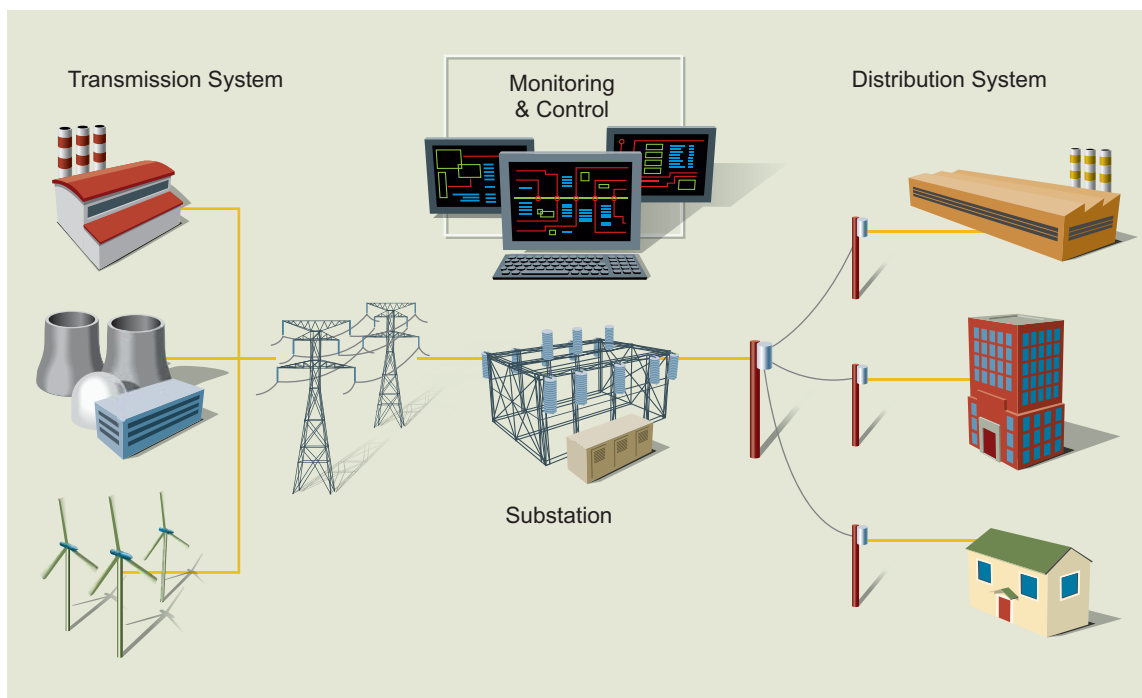 Transmission System
Monitoring
& Control
Distribution System
Substation